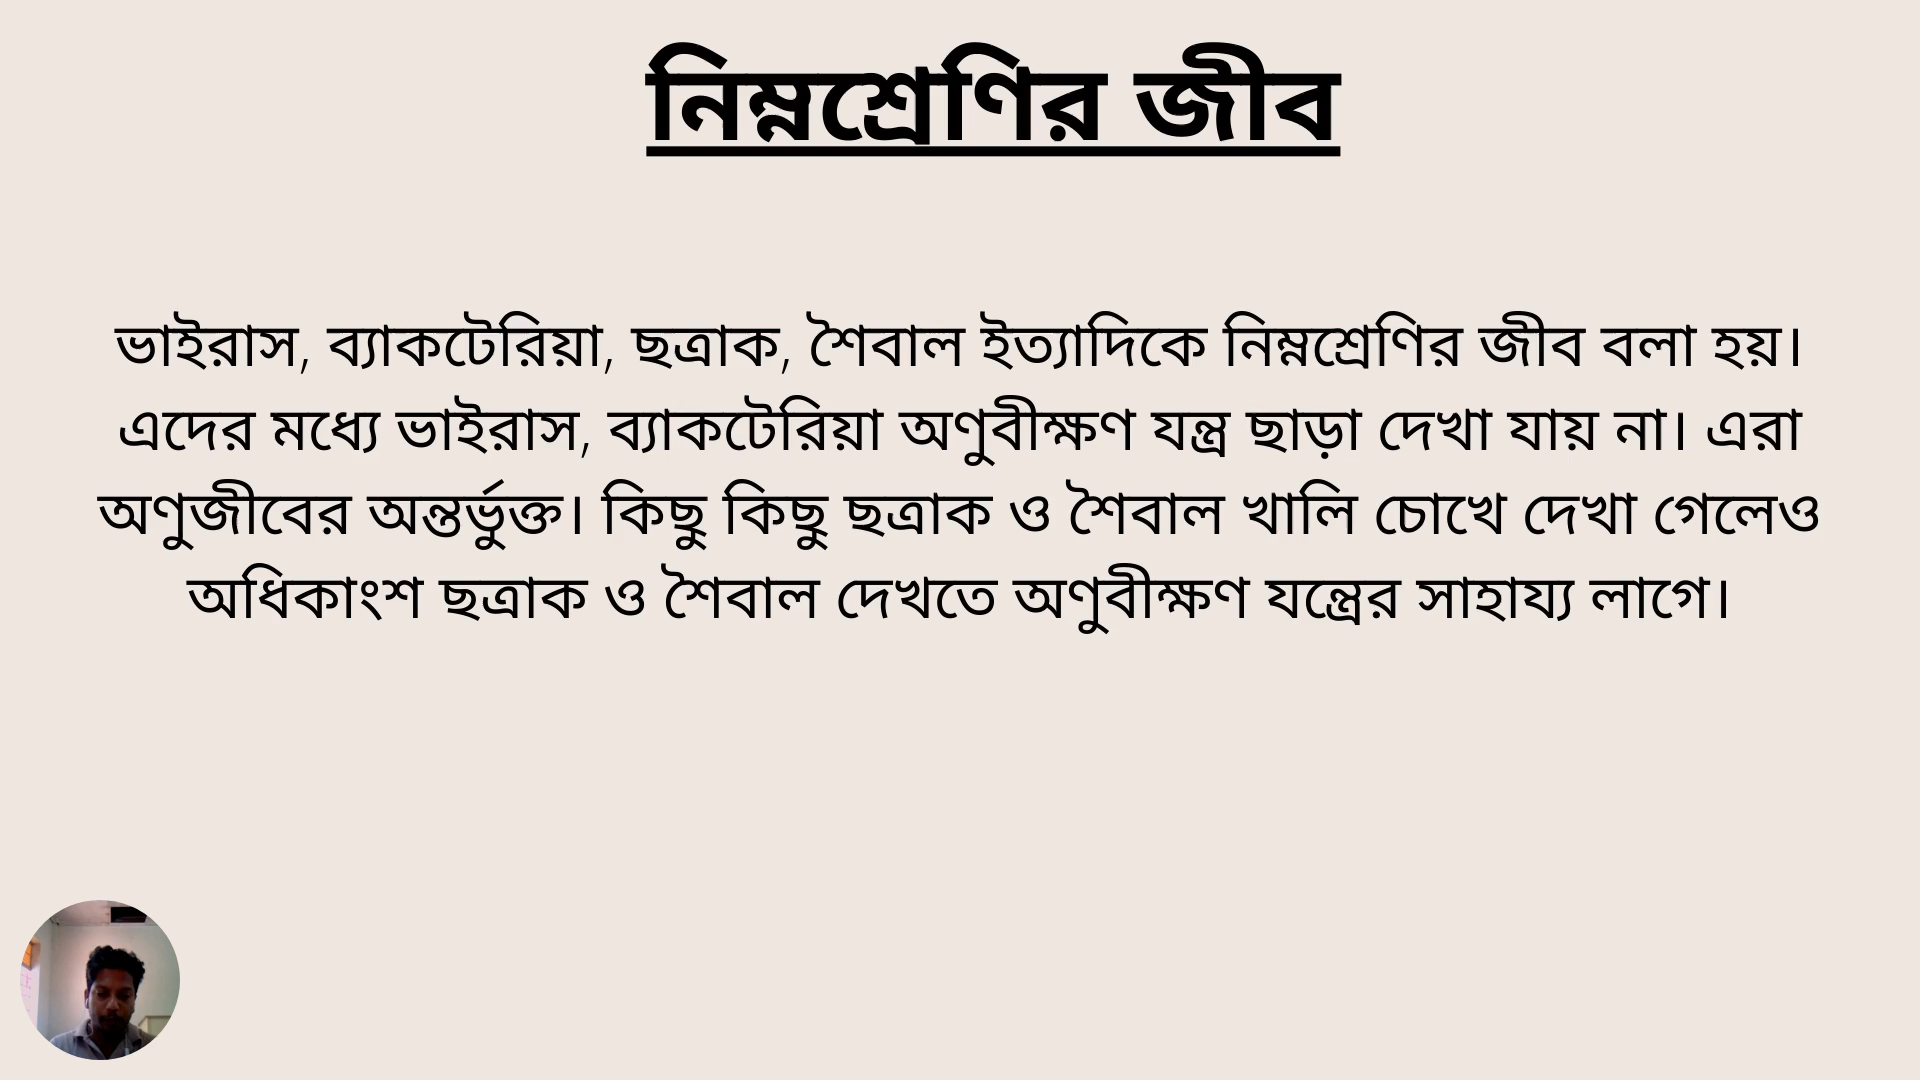 নিম্নশ্রেণির জীব
ভাইরাস, ব্যাকটেরিয়া, ছত্রাক, শৈবাল ইত্যাদিকে নিম্নশ্রেণির জীব বলা হয়।
এদের মধ্যে ভাইরাস, ব্যাকটেরিয়া অণুবীক্ষণ যন্ত্র ছাড়া দেখা যায় না। এরা
অণুজীবের অন্তর্ভুক্ত। কিছু কিছু ছত্রাক ও শৈবাল খালি চোখে দেখা গেলেও
অধিকাংশ ছত্রাক ও শৈবাল দেখতে অণুবীক্ষণ যন্ত্রের সাহায্য লাগে।